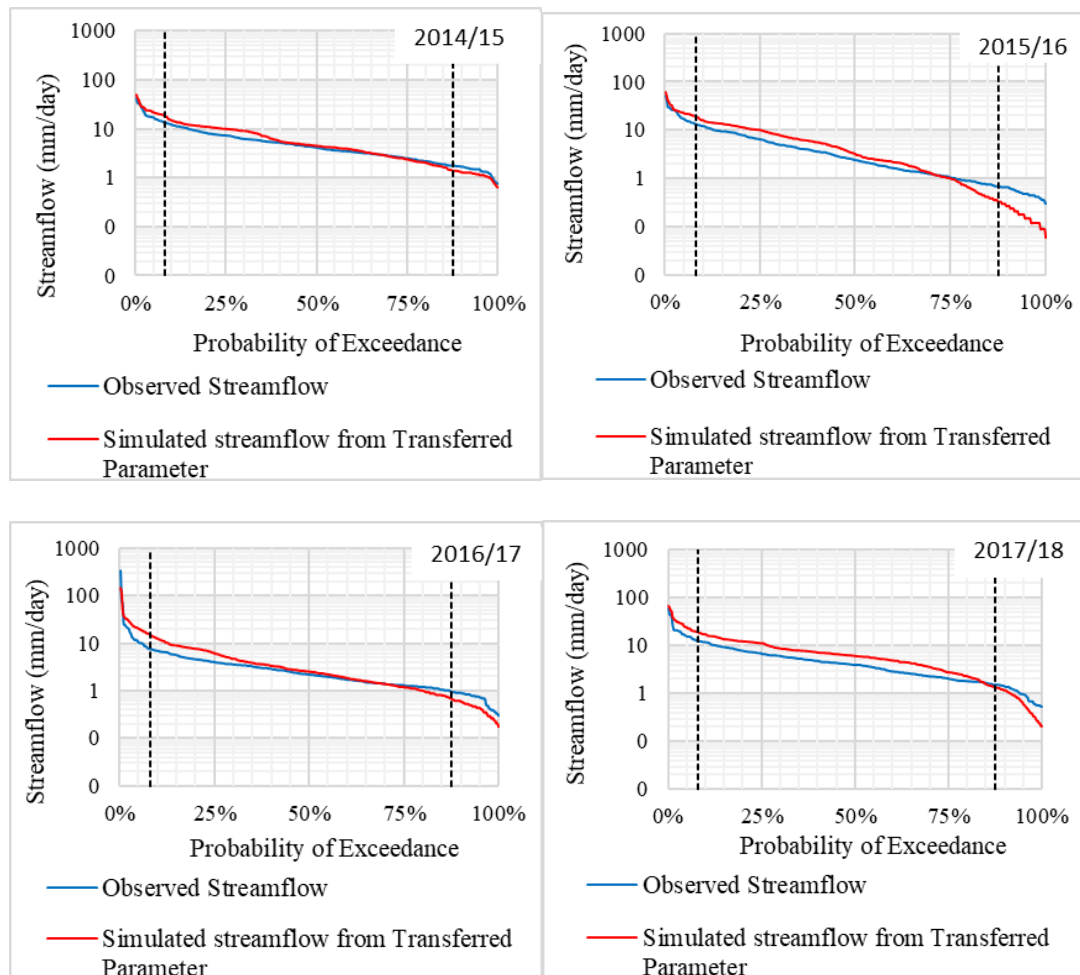 2014/15
1000
100
10
1
0
0
Streamflow (mm/day)
0% 25% 50% 75% 100%
Probability of Exceedance
Observed Streamflow
Simulated streamflow from Transferred
Parameter
2015/16
1000
100
10
1
0
0
Streamflow (mm/day)
0% 25% 50% 75% 100%
Probability of Exceedance
Observed Streamflow
Simulated streamflow from Transferred
Parameter
2016/17
1000
100
10
1
0
0
Streamflow (mm/day)
0% 25% 50% 75% 100%
Probability of Exceedance
Observed Streamflow
Simulated streamflow from Transferred
Parameter
2017/18
1000
100
10
1
0
0
Streamflow (mm/day)
0% 25% 50% 75% 100%
Probability of Exceedance
Observed Streamflow
Simulated streamflow from Transferred
Parameter